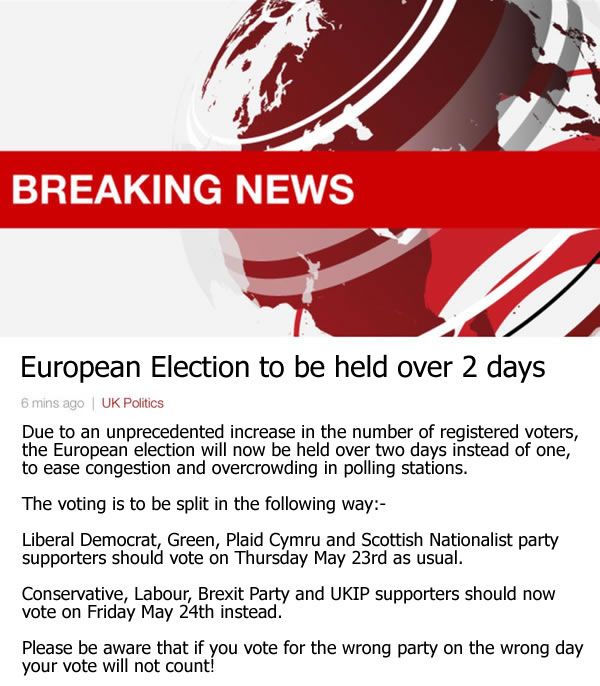 BREAKING NEWS
European Election to be held over 2 days
6 mins ago | UK Politics
Due to an unprecedented increase in the number of registered voters,
the European election will now be held over two days instead of one,
to ease congestion and overcrowding in polling stations.
The voting is to be split in the following way:-
Liberal Democrat, Green, Plaid Cymru and Scottish Nationalist party
supporters should vote on Thursday May 23rd as usual.
Conservative, Labour, Brexit Party and UKIP supporters should now
vote on Friday May 24th instead.
Please be aware that if you vote for the wrong party on the wrong day
your vote will not count!